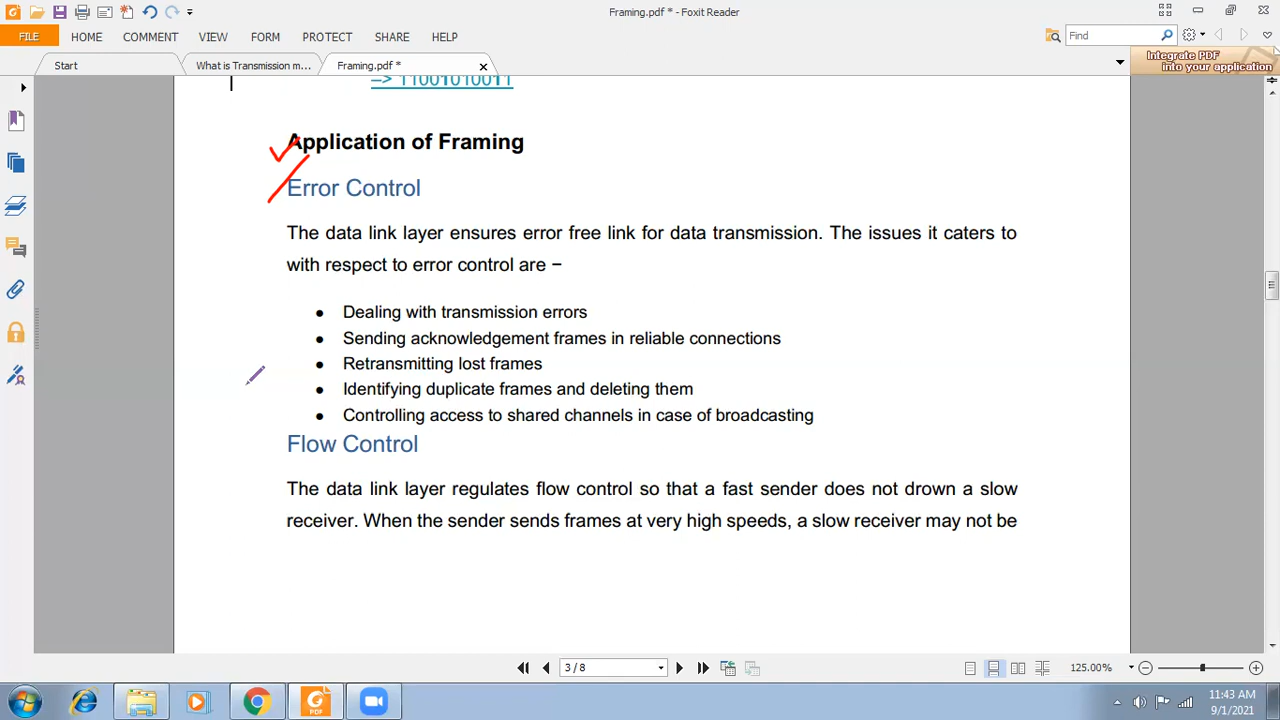 Framing.pdf * - Foxit Reader
FILE HOME COMMENT VIEW FORM PROTECT SHARE HELP
Find
Integrate PDF
into your application
Start What is Transmission m... Framing.pdf *
=> 11001010011
Application of Framing
Error Control
The data link layer ensures error free link for data transmission. The issues it caters to
with respect to error control are −
● Dealing with transmission errors
● Sending acknowledgement frames in reliable connections
● Retransmitting lost frames
● Identifying duplicate frames and deleting them
● Controlling access to shared channels in case of broadcasting
Flow Control
The data link layer regulates flow control so that a fast sender does not drown a slow
receiver. When the sender sends frames at very high speeds, a slow receiver may not be
3 / 8
125.00%
PDF
11:43 AM
9/1/2021